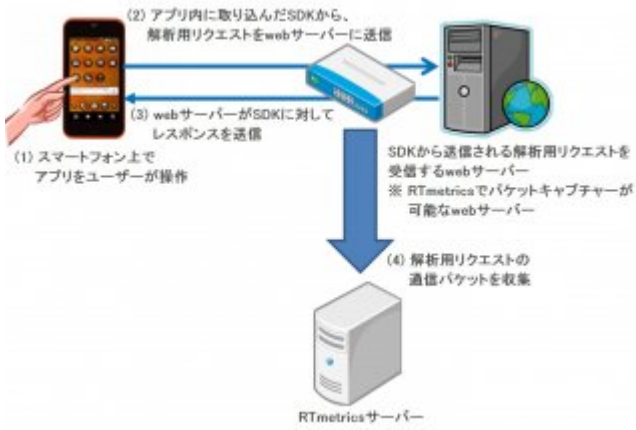 (2) アプリ内に取り込んだSDKから、
解析用リクエストをwebサーバーに送信
(3) webサーバーがSDKに対して
レスポンスを送信
(1) スマートフォン上で
アプリをユーザーが操作
SDKから送信される解析用リクエストを
受信するwebサーバー
※ RTmetricsでパケットキャプチャーが
可能なwebサーバー
(4) 解析用リクエストの
通信パケットを収集
RTmetricsサーバー